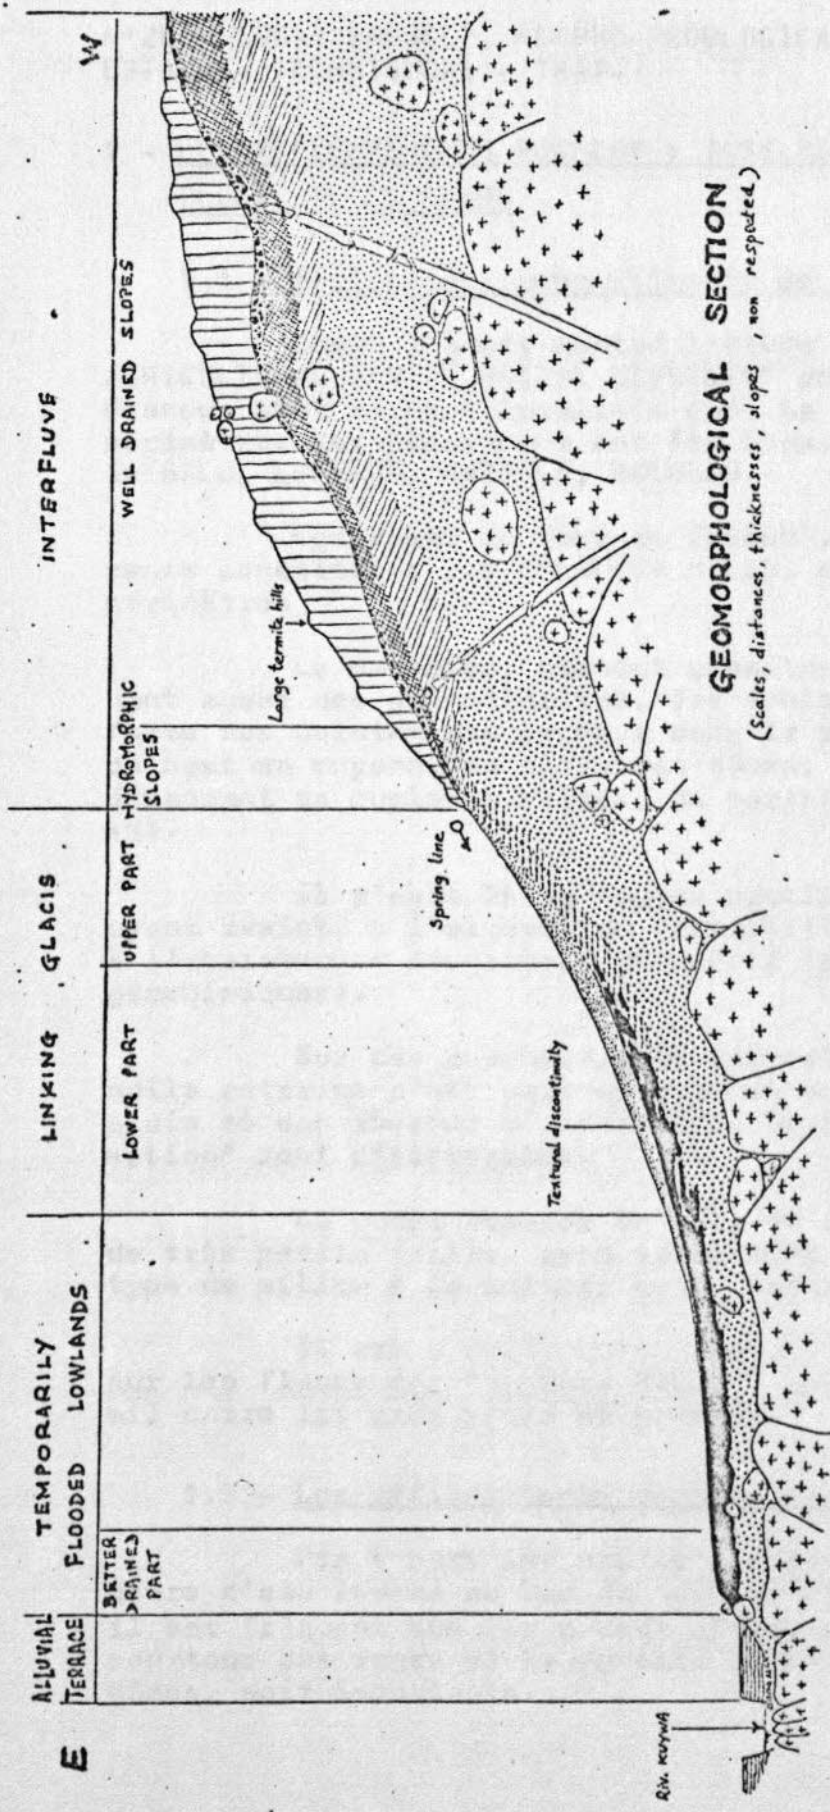 E
W
ALLUVIAL
TERRACE
TEMPORARILY
FLOODED LOWLANDS
LINKING GLACIS
INTERFLUVE
BETTER
DRAINED
PART
LOWER PART
UPPER PART
HYDROMORPHIC
SLOPES
WELL DRAINED SLOPES
Riv. KUYWA
Textural discontinuity
Spring line
Large termite hills
GEOMORPHOLOGICAL SECTION
(Scales, distances, thicknesses, slopes non respected)